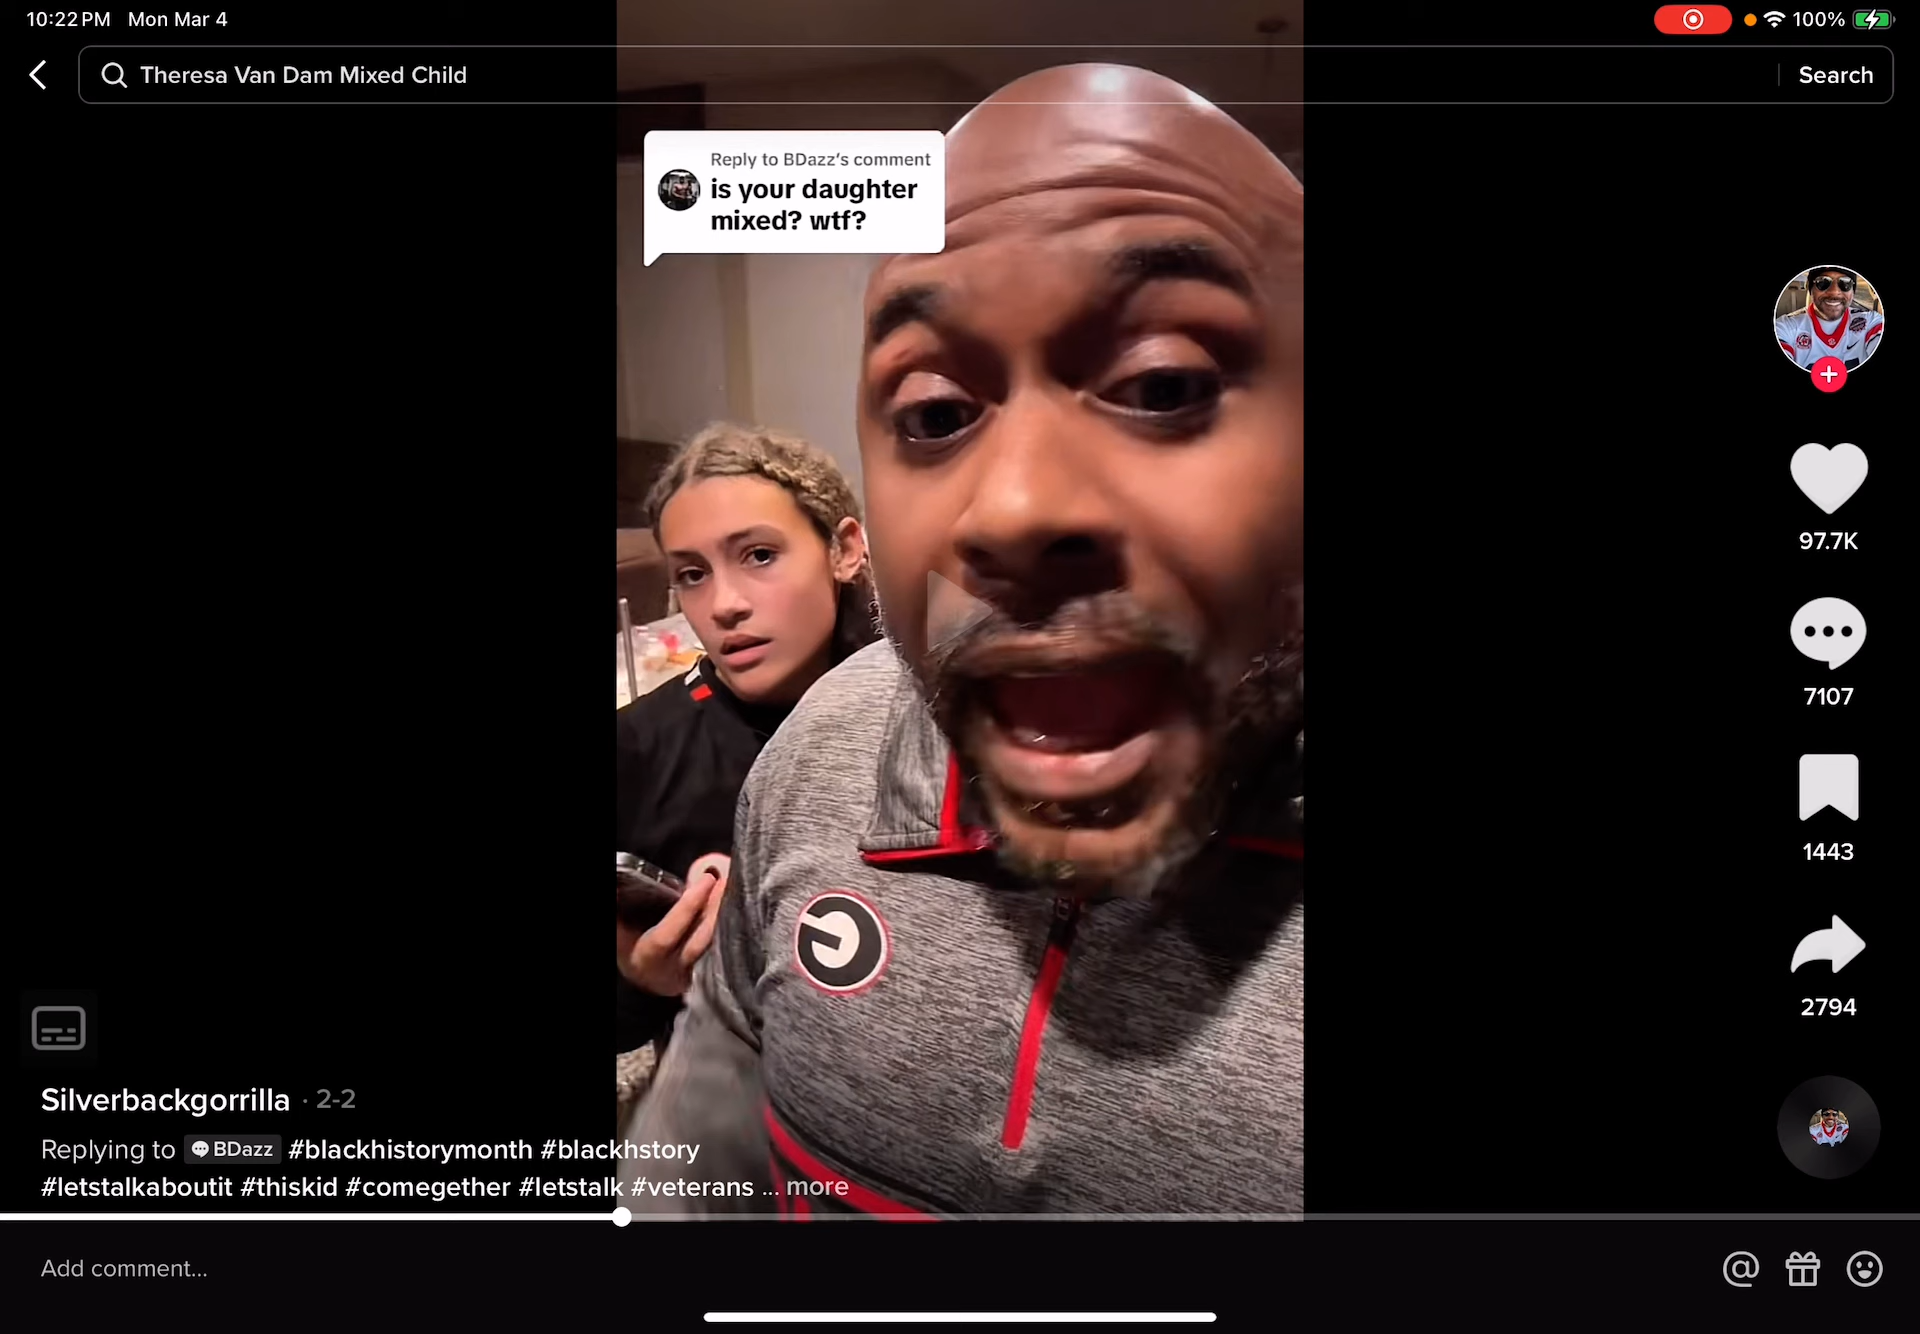 10:22 PM Mon Mar 4
100%
Theresa Van Dam Mixed Child
Search
Reply to BDazz's comment
is your daughter
mixed? wtf?
97.7K
7107
1443
2794
G
Silverbackgorrilla · 2-2
Replying to BDazz #blackhistorymonth #blackhstory
#letstalkaboutit #thiskid #comegether #letstalk #veterans ... more
Add comment...